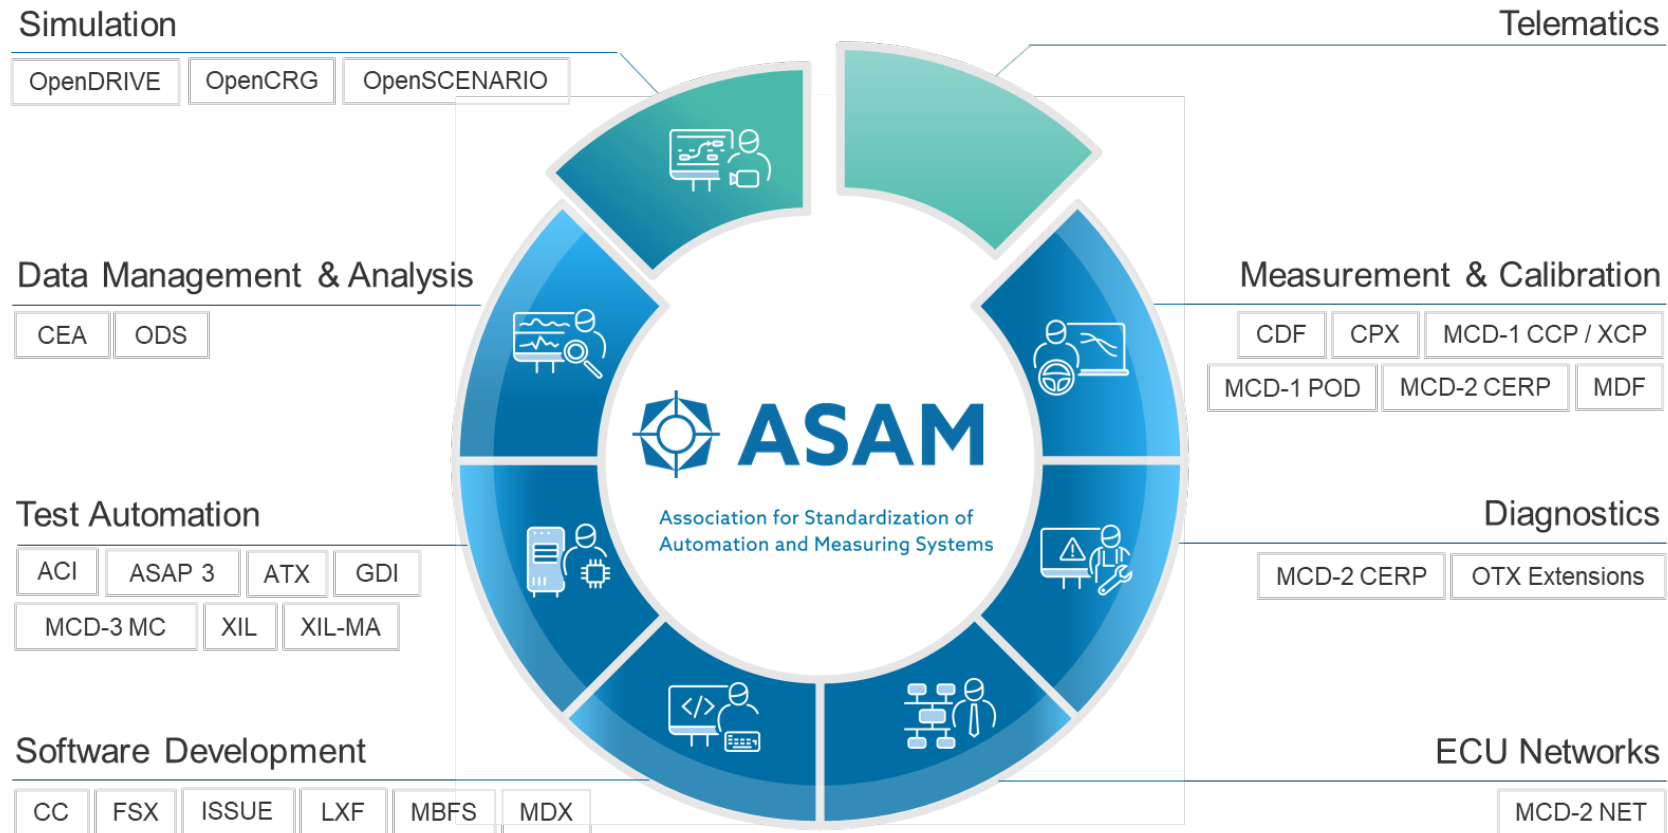 Simulation
OpenDRIVE OpenCRG OpenSCENARIO
Telematics
Data Management & Analysis
CEA ODS
Measurement & Calibration
CDF CPX MCD-1 CCP / XCP
MCD-1 POD MCD-2 CERP MDF
ASAM
Association for Standardization of
Automation and Measuring Systems
Test Automation
ACI ASAP 3 ATX GDI
MCD-3 MC XIL XIL-MA
Diagnostics
MCD-2 CERP OTX Extensions
</>
Software Development
CC FSX ISSUE LXF MBFS MDX
ECU Networks
MCD-2 NET